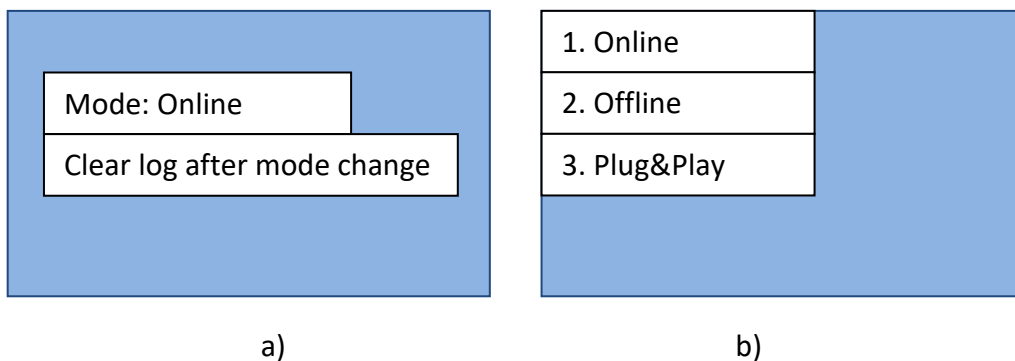 Mode: Online
Clear log after mode change
1. Online
2. Offline
3. Plug&Play
a)
b)